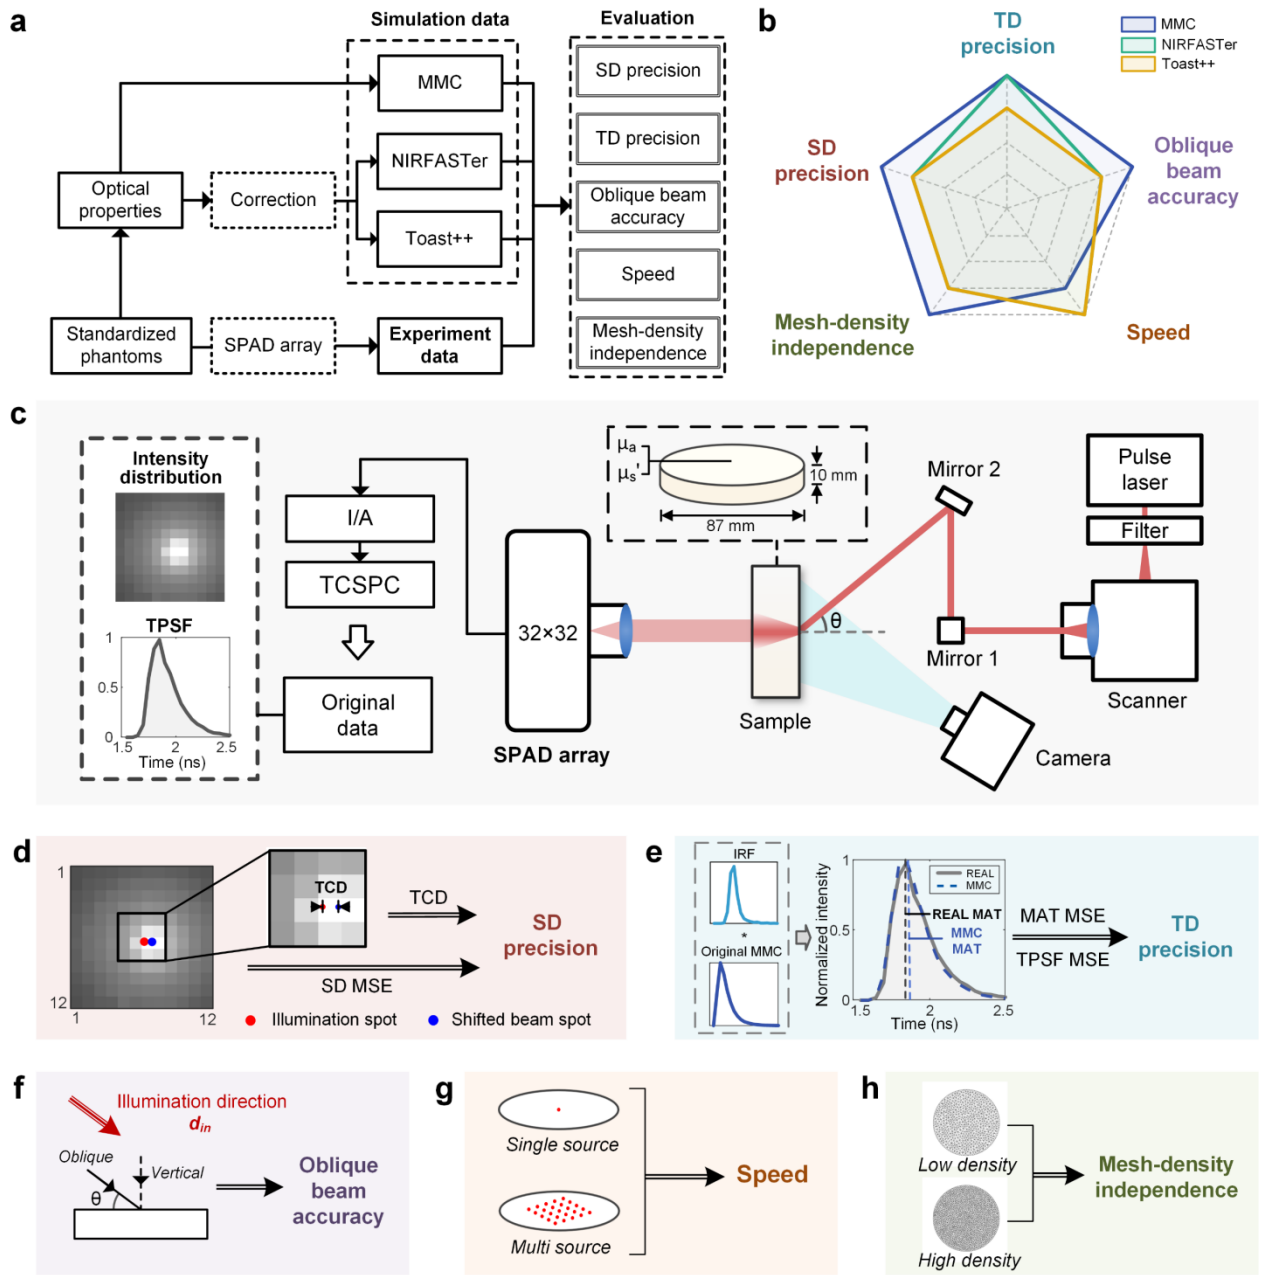 a
Simulation data
Evaluation
MMC
NIRFASTer
Toast++
Optical
properties
Correction
Standardized
phantoms
SPAD array
Experiment
data
SD precision
TD precision
Oblique beam
accuracy
Speed
Mesh-density
independence
b
TD
precision
MMC
NIRFASTer
Toast++
SD
precision
Oblique
beam
accuracy
Mesh-density
independence
Speed
c
Intensity
distribution
TPSF
1
0.5
0
1.5
2
2.5
Time (ns)
I/A
TCSPC
Original
data
32×32
SPAD array
μa
μs'
10 mm
87 mm
Sample
θ
Mirror 2
Mirror 1
Pulse
laser
Filter
Scanner
Camera
d
1
12
1
12
TCD
TCD
SD MSE
SD
precision
Illumination spot
Shifted beam spot
e
IRF
*
Original MMC
Normalized intensity
1
0.5
0
1.5
2
2.5
Time (ns)
REAL
MMC
REAL MAT
MMC
MAT
MAT MSE
TPSF MSE
TD
precision
f
Illumination direction
din
Oblique
Vertical
θ
Oblique
beam
accuracy
g
Single source
Multi source
Speed
h
Low density
High density
Mesh-density
independence